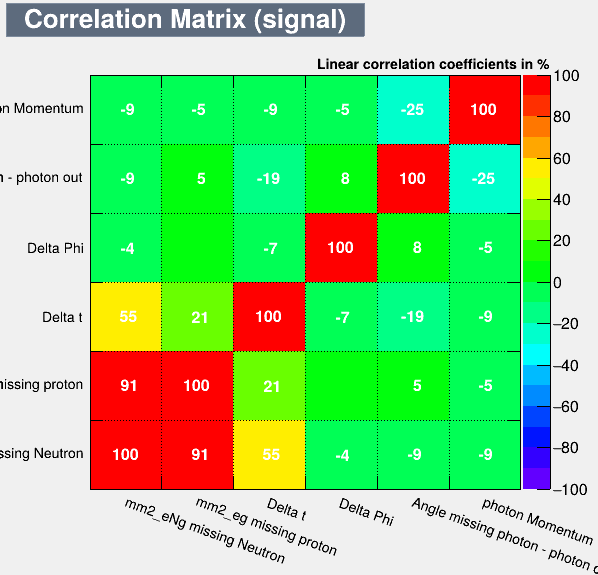 Correlation Matrix (signal)
Linear correlation coefficients in %
Momentum -9 -5 -9 -5 -25 100
- photon out -9 5 -19 8 100 -25
Delta Phi -4 -7 100 8 -5
Delta t 55 21 100 -7 -19 -9
missing proton 91 100 21 5 -5
Neutron 100 91 55 -4 -9 -9
100
80
60
40
20
0
−20
−40
−60
−80
−100
mm2_eNg missing Neutron
mm2_eg missing proton
Delta t
Delta Phi
Angle missing photon - photon
photon Momentum